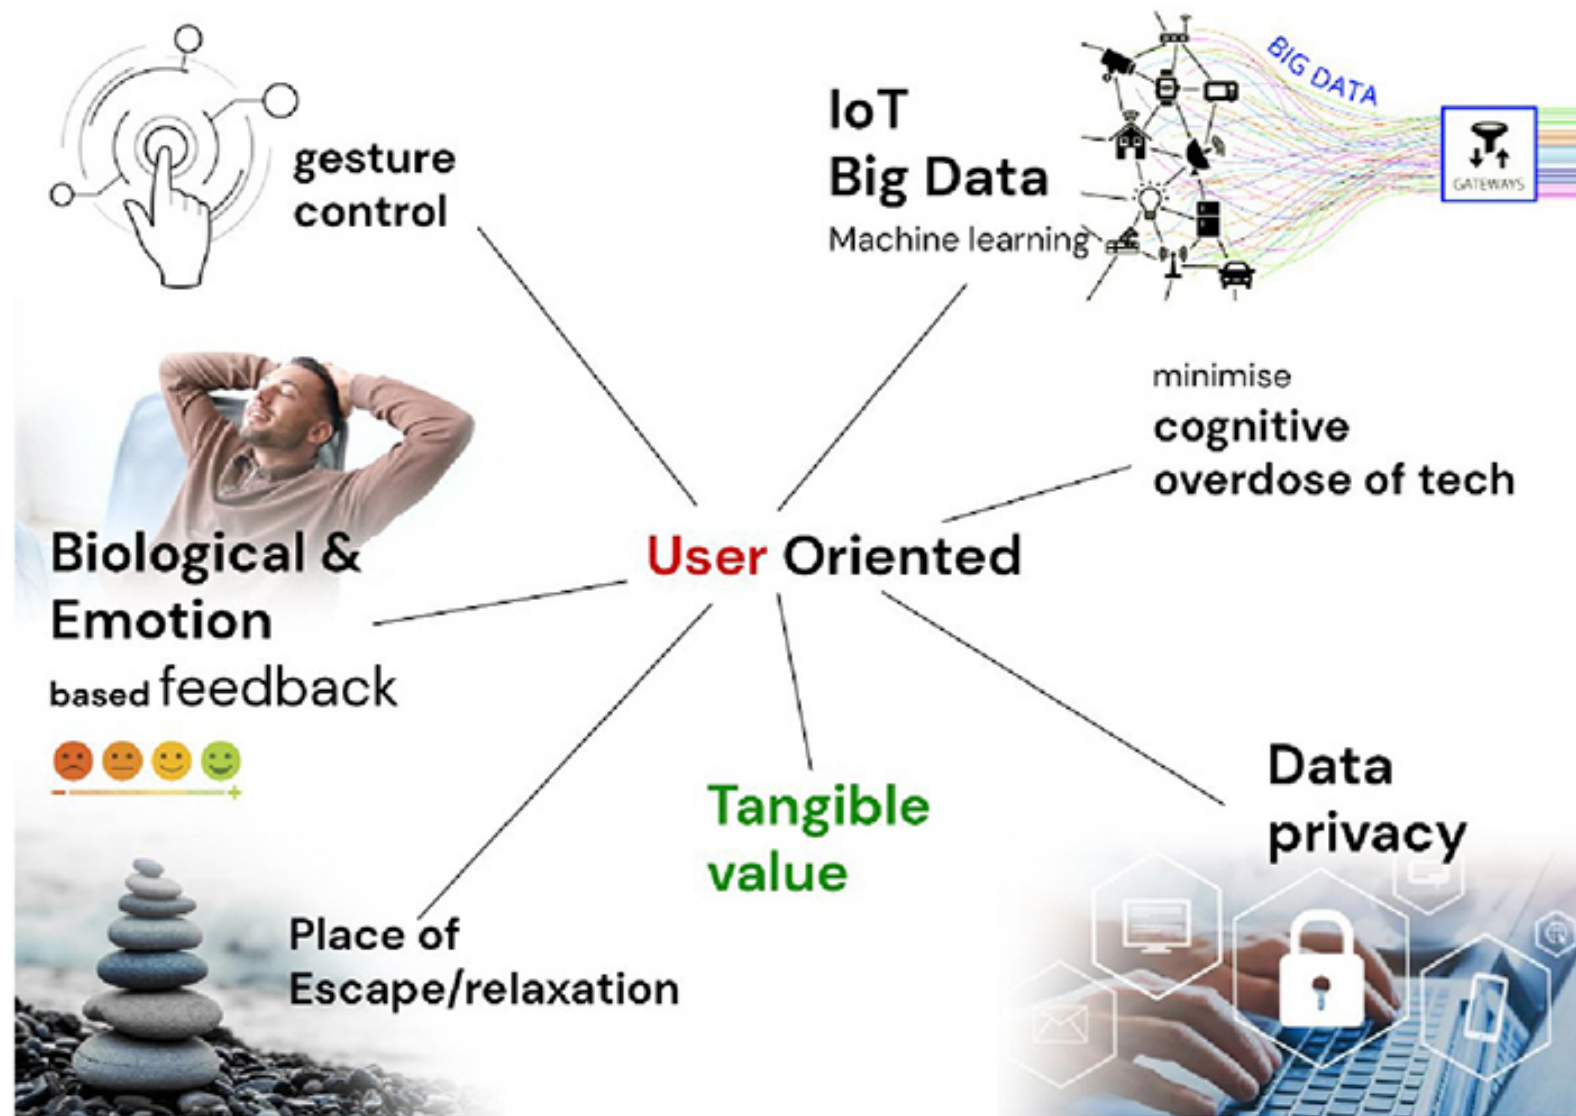 gesture
control
IoT
Big Data
Machine learning
BIG DATA
GATEWAYS
minimise
cognitive
overdose of tech
User Oriented
Biological &
Emotion
based feedback
- +
Tangible
value
Data
privacy
Place of
Escape/relaxation